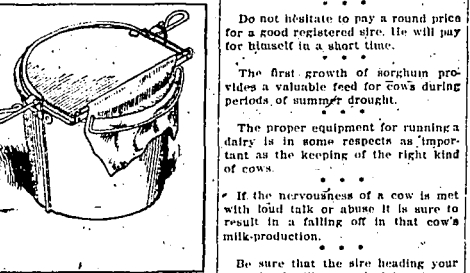 * * *
Do not hesitate to pay a round price
for a good registered sire. He will pay
for himself in a short time.
* * *
The first growth of sorghum pro-
vides a valuable feed for cows during
periods of summer drought.
* * *
The proper equipment for running a
dairy is in some respects as impor-
tant as the keeping of the right kind
of cows.
* * *
If the nervousness of a cow is met
with loud talk or abuse it is sure to
result in a falling off in that cow's
milk-production.
* * *
Be sure that the sire heading your